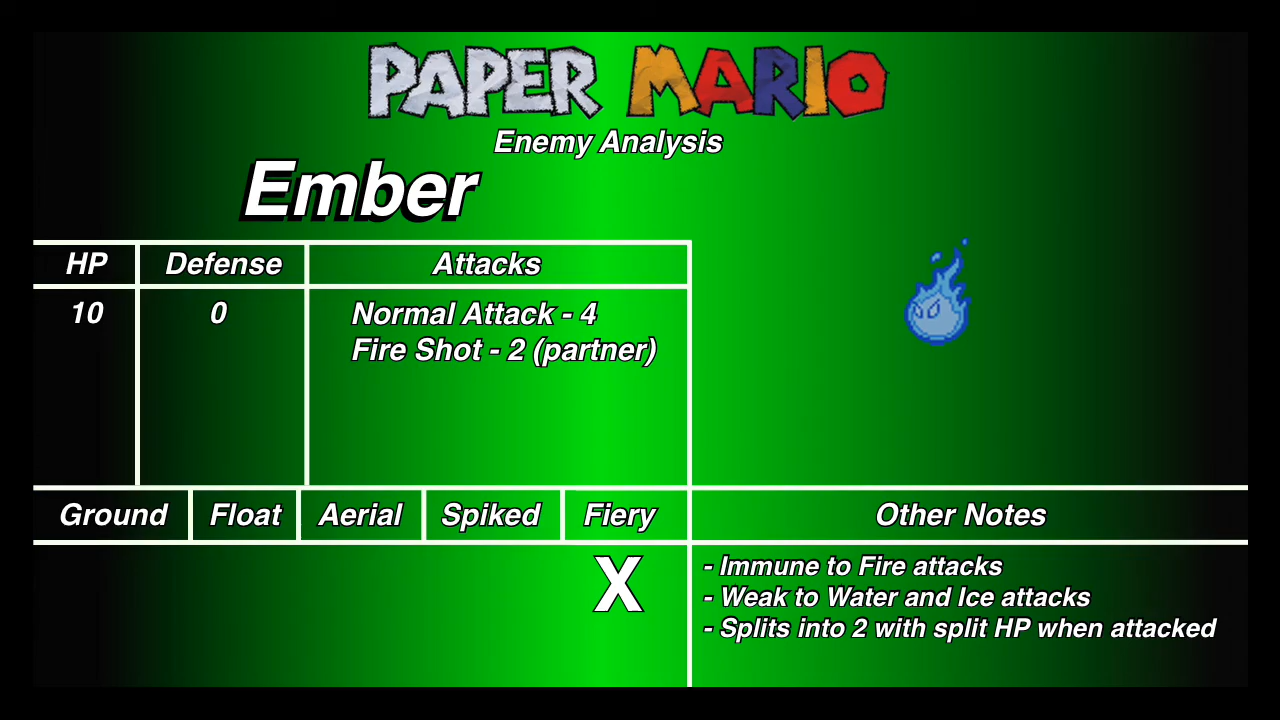 PAPER MARIO
Enemy Analysis
Ember
HP Defense Attacks
10 0 Normal Attack - 4
Fire Shot - 2 (partner)
Ground Float Aerial Spiked Fiery Other Notes
X
- Immune to Fire attacks
- Weak to Water and Ice attacks
- Splits into 2 with split HP when attacked